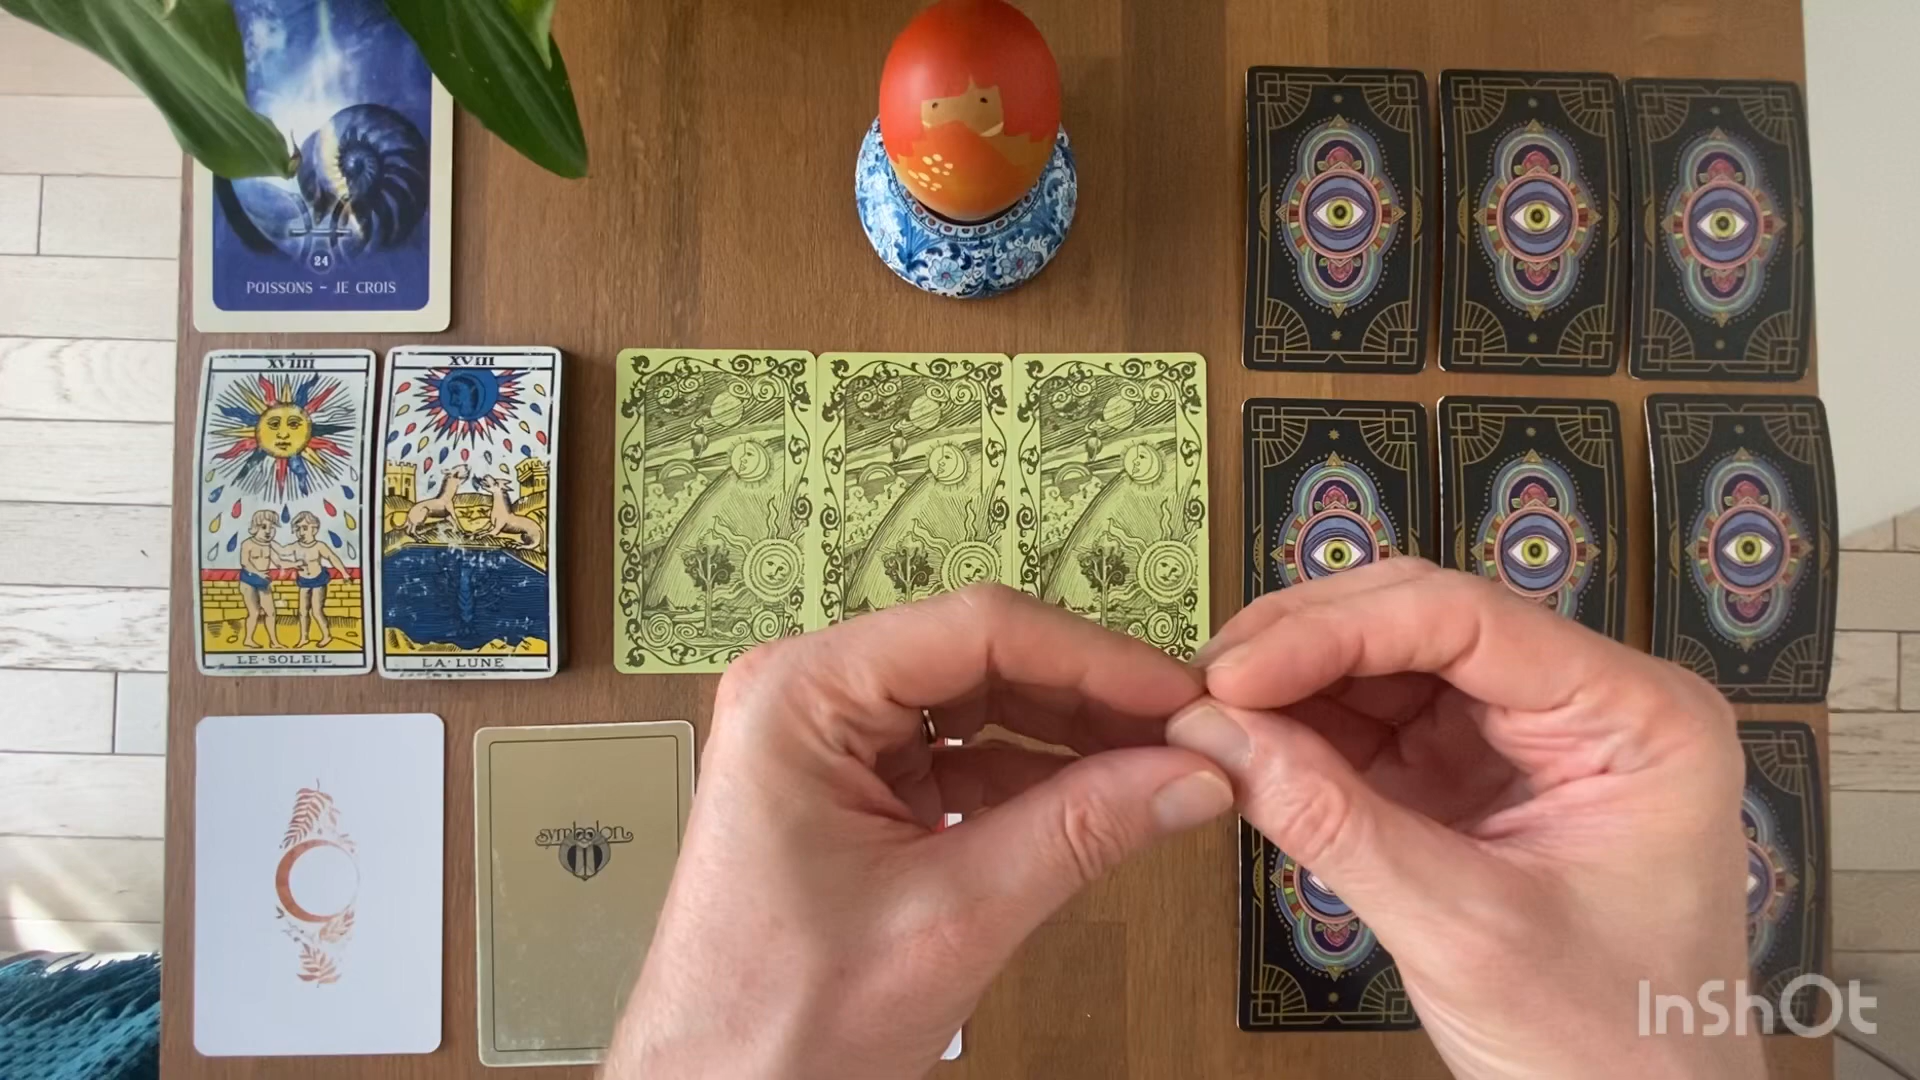 24
POISSONS - JE CROIS
XVIIII
LE·SOLEIL
XVIII
LA·LUNE
symbolon
InShOt